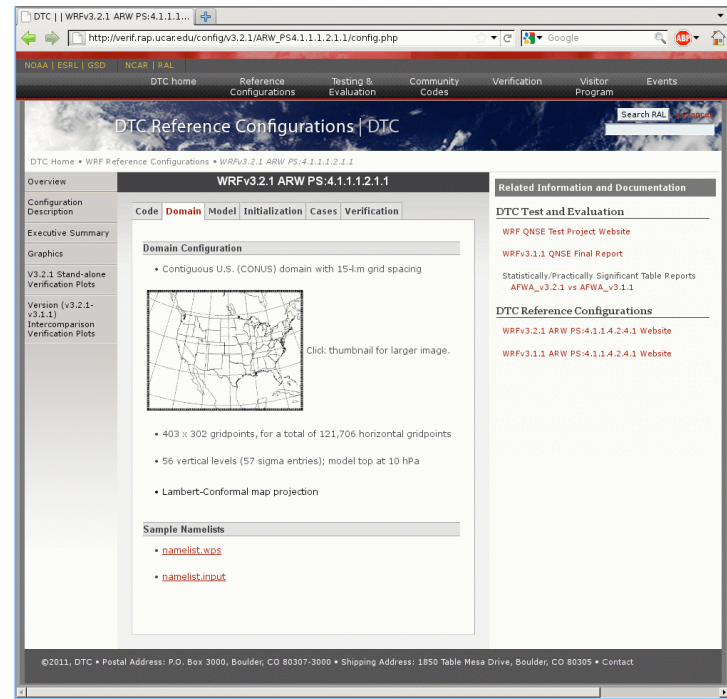 DTC | | WRFv3.2.1 ARW PS:4.1.1.1...
http://verif.rap.ucar.edu/config/v3.2.1/ARW_PS4.1.1.1.2.1.1/config.php
Google
ABP
NOAA | ESRL | GSD NCAR | RAL
DTC home Reference Configurations Testing & Evaluation Community Codes Verification Visitor Program Events
Search RAL
DTC Reference Configurations | DTC
DTC Home • WRF Reference Configurations • WRFv3.2.1 ARW PS:4.1.1.1.2.1.1
Overview
Configuration
Description
Executive Summary
Graphics
V3.2.1 Stand-alone
Verification Plots
Version (v3.2.1-
v3.1.1)
Intercomparison
Verification Plots
WRFv3.2.1 ARW PS:4.1.1.1.2.1.1
Code Domain Model Initialization Cases Verification
Domain Configuration
• Contiguous U.S. (CONUS) domain with 15-km grid spacing
Click thumbnail for larger image.
• 403 x 302 gridpoints, for a total of 121,706 horizontal gridpoints
• 56 vertical levels (57 sigma entries); model top at 10 hPa
• Lambert-Conformal map projection
Sample Namelists
• namelist.wps
• namelist.input
Related Information and Documentation
DTC Test and Evaluation
WRF QNSE Test Project Website
WRFv3.1.1 QNSE Final Report
Statistically/Practically Significant Table Reports
AFWA_v3.2.1 vs AFWA_v3.1.1
DTC Reference Configurations
WRFv3.2.1 ARW PS:4.1.1.4.2.4.1 Website
WRFv3.1.1 ARW PS:4.1.1.4.2.4.1 Website
©2011, DTC • Postal Address: P.O. Box 3000, Boulder, CO 80307-3000 • Shipping Address: 1850 Table Mesa Drive, Boulder, CO 80305 • Contact